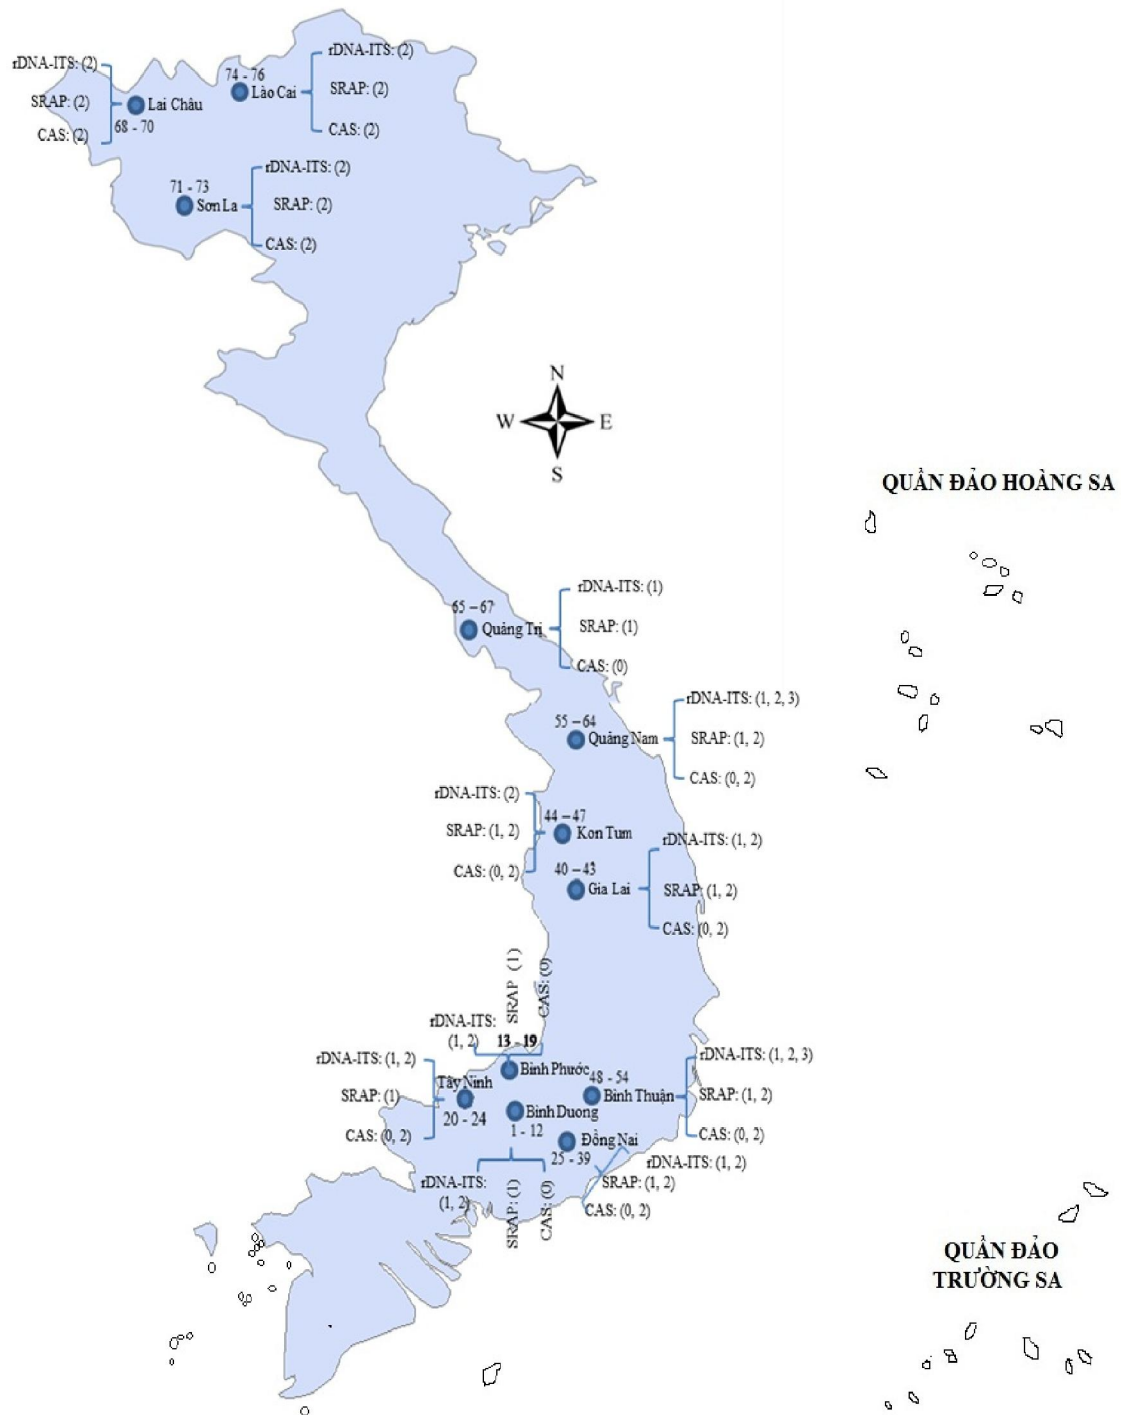 rDNA-ITS: (2)
SRAP: (2)
CAS: (2)
Lai Châu
68 - 70
74 - 76
Lào Cai
rDNA-ITS: (2)
SRAP: (2)
CAS: (2)
71 - 73
Sơn La
rDNA-ITS: (2)
SRAP: (2)
CAS: (2)
N
W
E
S
QUẦN ĐẢO HOÀNG SA
65 – 67
Quảng Trị
rDNA-ITS: (1)
SRAP: (1)
CAS: (0)
55 – 64
Quảng Nam
rDNA-ITS: (1, 2, 3)
SRAP: (1, 2)
CAS: (0, 2)
rDNA-ITS: (2)
SRAP: (1, 2)
CAS: (0, 2)
44 – 47
Kon Tum
40 – 43
Gia Lai
rDNA-ITS: (1, 2)
SRAP: (1, 2)
CAS: (0, 2)
rDNA-ITS:
(1, 2)
SRAP (1)
CAS: (0)
13 - 19
Bình Phước
rDNA-ITS: (1, 2)
SRAP: (1)
CAS: (0, 2)
Tây Ninh
20 - 24
48 - 54
Bình Thuận
rDNA-ITS: (1, 2, 3)
SRAP: (1, 2)
CAS: (0, 2)
Bình Duong
1 - 12
rDNA-ITS:
(1, 2)
SRAP: (1)
CAS: (0)
Đồng Nai
25 - 39
rDNA-ITS: (1, 2)
SRAP: (1, 2)
CAS: (0, 2)
QUẦN ĐẢO
TRƯỜNG SA